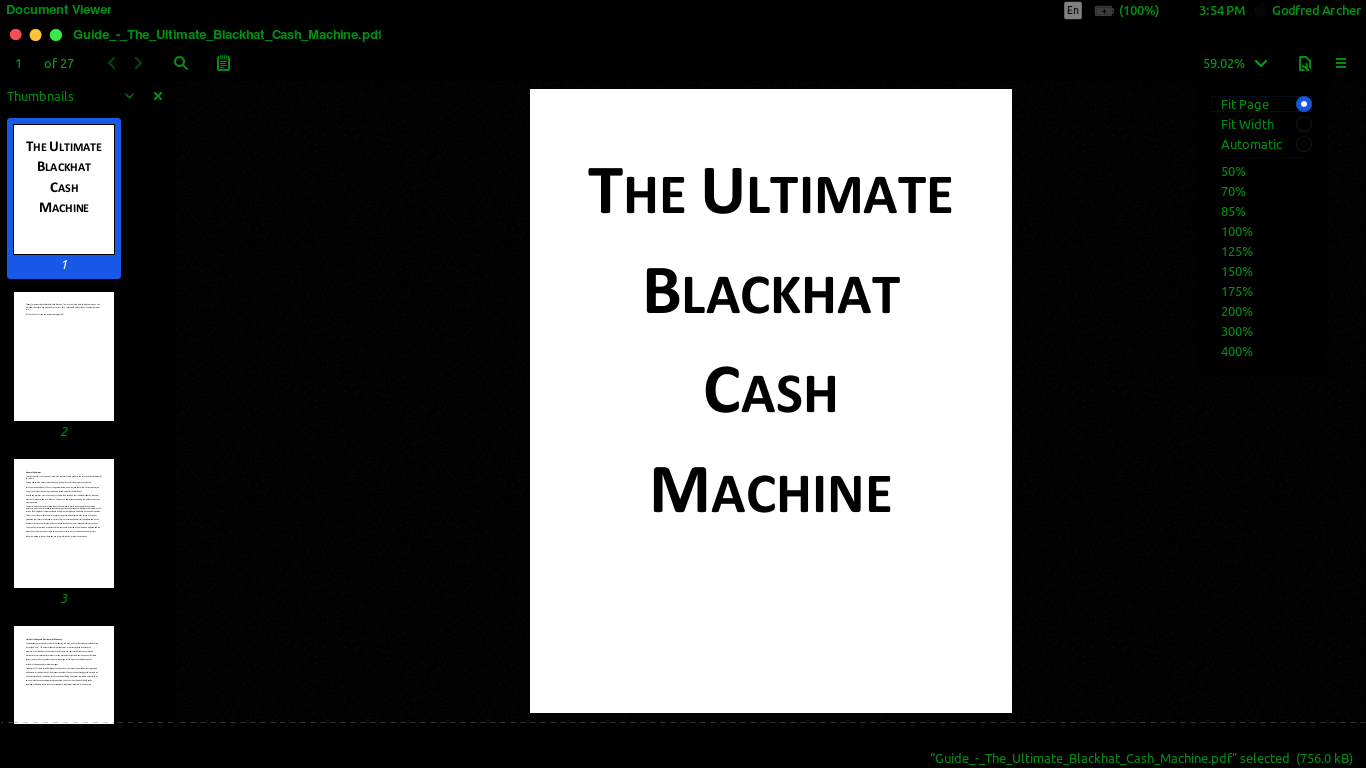 Document Viewer
En
(100%)
3:54 PM
Godfred Archer
Guide_-_The_Ultimate_Blackhat_Cash_Machine.pdf
1 of 27
59.02%
Thumbnails
THE ULTIMATE
BLACKHAT
CASH
MACHINE
1
2
3
THE ULTIMATE
BLACKHAT
CASH
MACHINE
Fit Page
Fit Width
Automatic
50%
70%
85%
100%
125%
150%
175%
200%
300%
400%
“Guide_-_The_Ultimate_Blackhat_Cash_Machine.pdf” selected (756.0 kB)